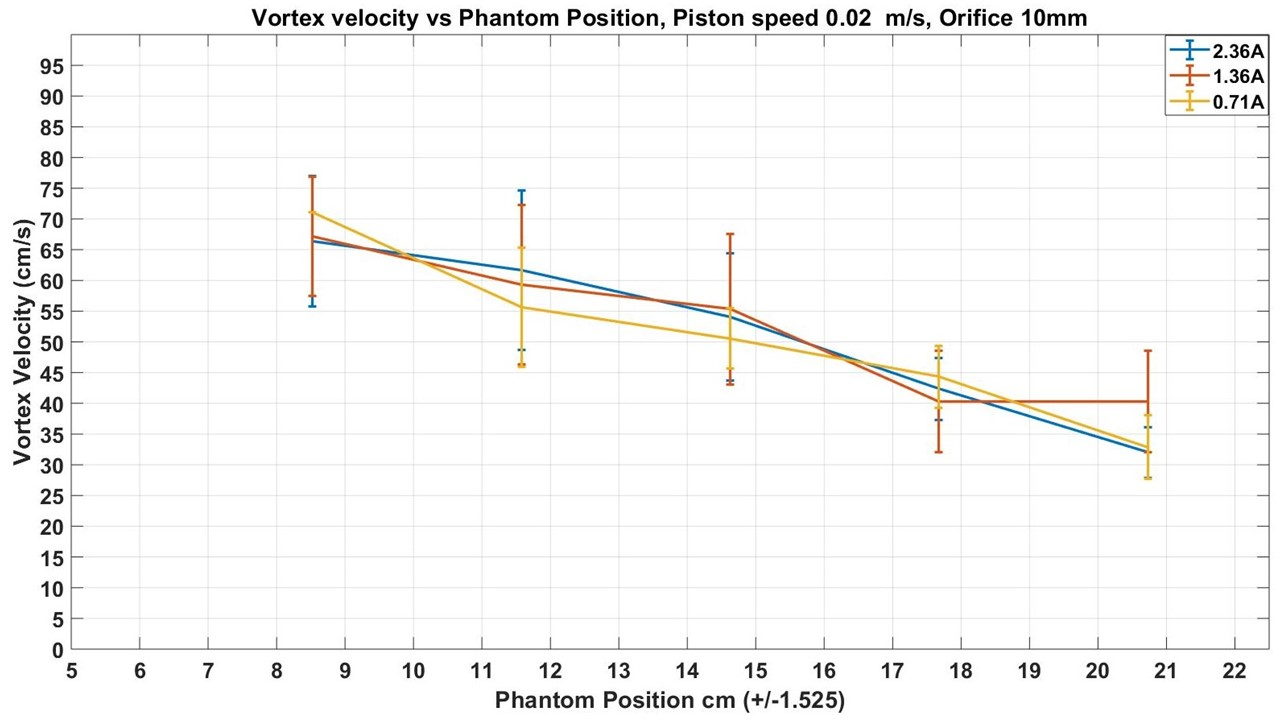 Vortex velocity vs Phantom Position, Piston speed 0.02  m/s, Orifice 10mm
2.36A
1.36A
0.71A
Vortex Velocity (cm/s)
95
90
85
80
75
70
65
60
55
50
45
40
35
30
25
20
15
10
5
0
5 6 7 8 9 10 11 12 13 14 15 16 17 18 19 20 21 22
Phantom Position cm (+/-1.525)